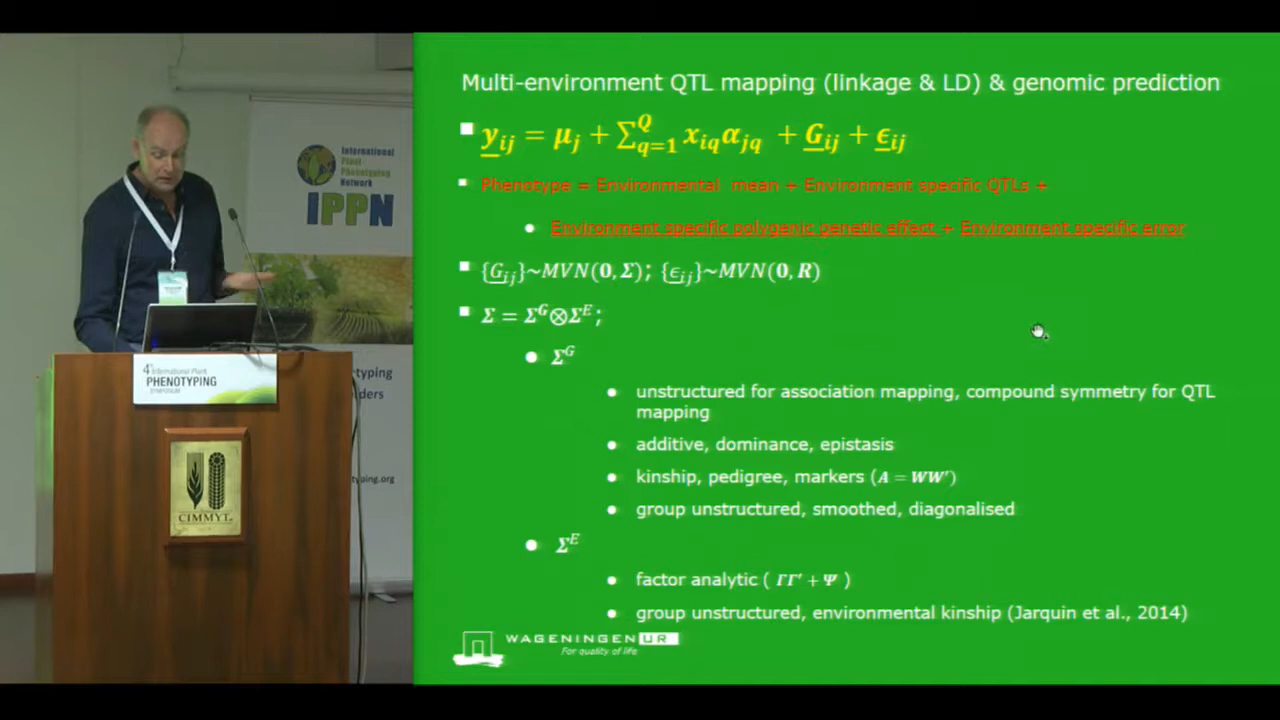 Multi-environment QTL mapping (linkage & LD) & genomic prediction
y_ij = μ_j + Σ_{q=1}^{Q} x_iq α_jq + G_ij + ϵ_ij
Phenotype = Environmental mean + Environment specific QTLs +
Environment specific polygenic genetic effect + Environment specific error
{G_ij}~MVN(0, Σ); {ϵ_ij}~MVN(0, R)
Σ = Σ^G⊗Σ^E;
Σ^G
unstructured for association mapping, compound symmetry for QTL
mapping
additive, dominance, epistasis
kinship, pedigree, markers (A = WW′)
group unstructured, smoothed, diagonalised
Σ^E
factor analytic ( ΓΓ′ + Ψ )
group unstructured, environmental kinship (Jarquin et al., 2014)
WAGENINGEN UR
For quality of life
International
Plant
Phenotyping
Network
IPPN
4th International Plant
PHENOTYPING
SYMPOSIUM
CIMMYT